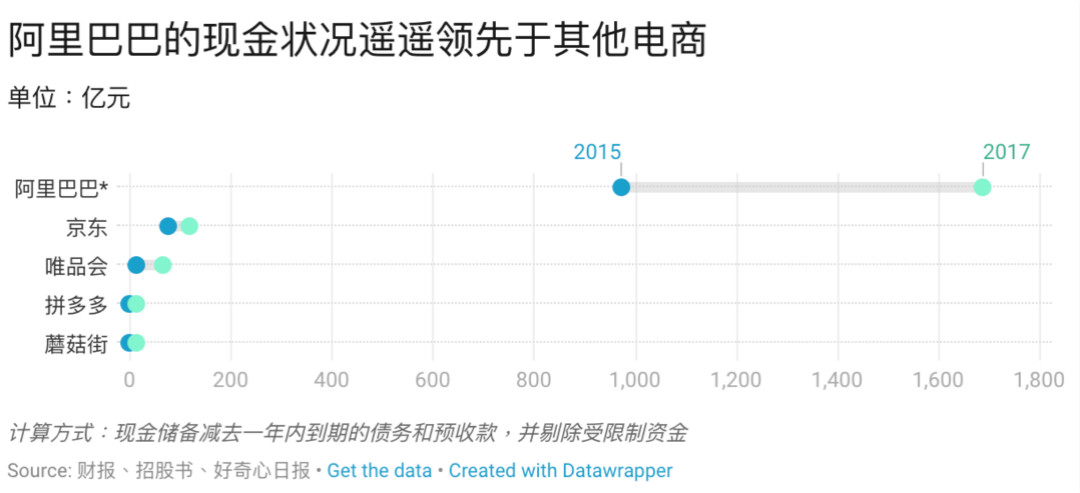 阿里巴巴的现金状况遥遥领先于其他电商
单位：亿元
2015 2017
阿里巴巴*
京东
唯品会
拼多多
蘑菇街
0 200 400 600 800 1,000 1,200 1,400 1,600 1,800
计算方式：现金储备减去一年内到期的债务和预收款，并剔除受限制资金
Source: 财报、招股书、好奇心日报 • Get the data • Created with Datawrapper